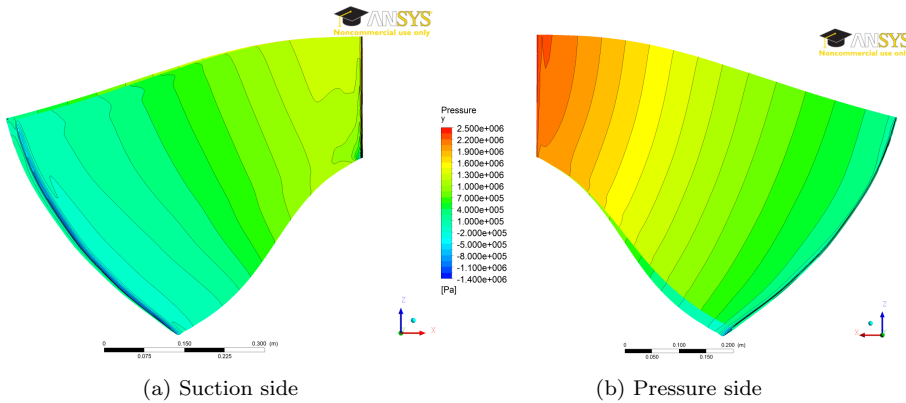 ANSYS
Noncommercial use only
ANSYS
Noncommercial use only
Pressure
y
2.500e+006
2.200e+006
1.900e+006
1.600e+006
1.300e+006
1.000e+006
7.000e+005
4.000e+005
1.000e+005
-2.000e+005
-5.000e+005
-8.000e+005
-1.100e+006
-1.400e+006
[Pa]
Z
X
Z
X
0 0.150 0.300 (m)
0.075 0.225
0 0.100 0.200 (m)
0.050 0.150
(a) Suction side
(b) Pressure side